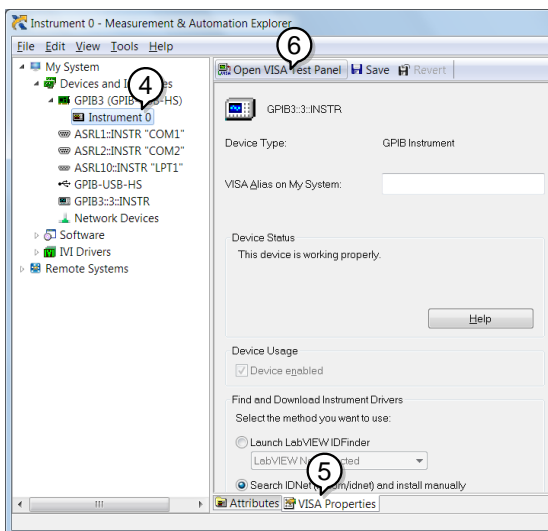 Instrument 0 - Measurement & Automation Explorer
File Edit View Tools Help
6
My System
Devices and
4
GPIB3
Instrument 0
ASRL1::INSTR "COM1"
ASRL2::INSTR "COM2"
ASRL10::INSTR "LPT1"
GPIB-USB-HS
GPIB3::3::INSTR
Network Devices
Software
IVI Drivers
Remote Systems
Open VISA Test Panel Save Revert
GPIB3::3::INSTR
Device Type: GPIB Instrument
VISA Alias on My System:
Device Status
This device is working properly.
Help
Device Usage
Device enabled
Find and Download Instrument Drivers
Select the method you want to use:
Launch LabVIEW IDFinder
LabVIEW
5
Search IDNet and install manually
Attributes VISA Properties